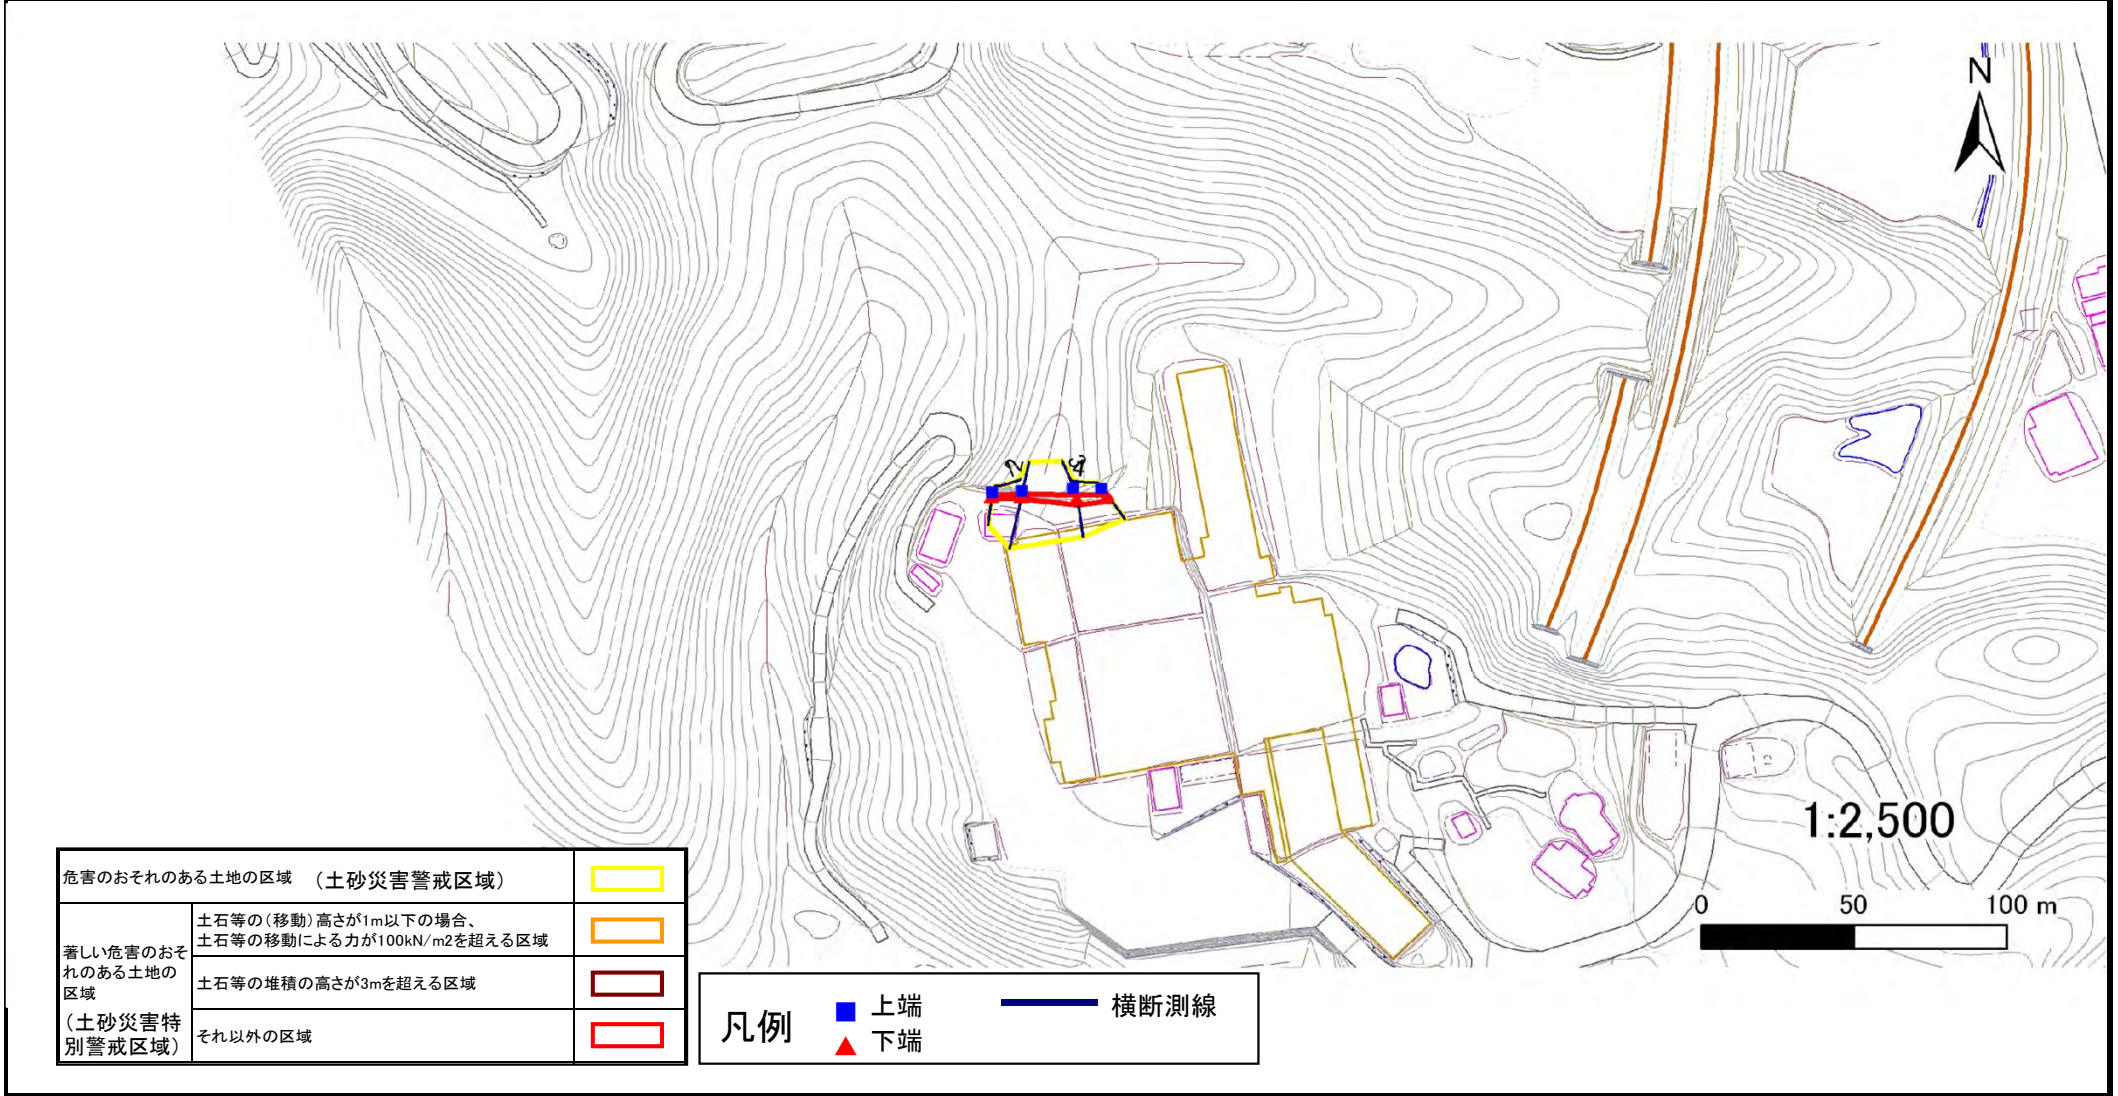 N
1:2,500
0 50 100 m
危害のおそれのある土地の区域 (土砂災害警戒区域)
著しい危害のおそ
れのある土地の
区域
(土砂災害特
別警戒区域)
土石等の(移動)高さが1m以下の場合、
土石等の移動による力が100kN/m2を超える区域
土石等の堆積の高さが3mを超える区域
それ以外の区域
凡例
上端
下端
横断測線